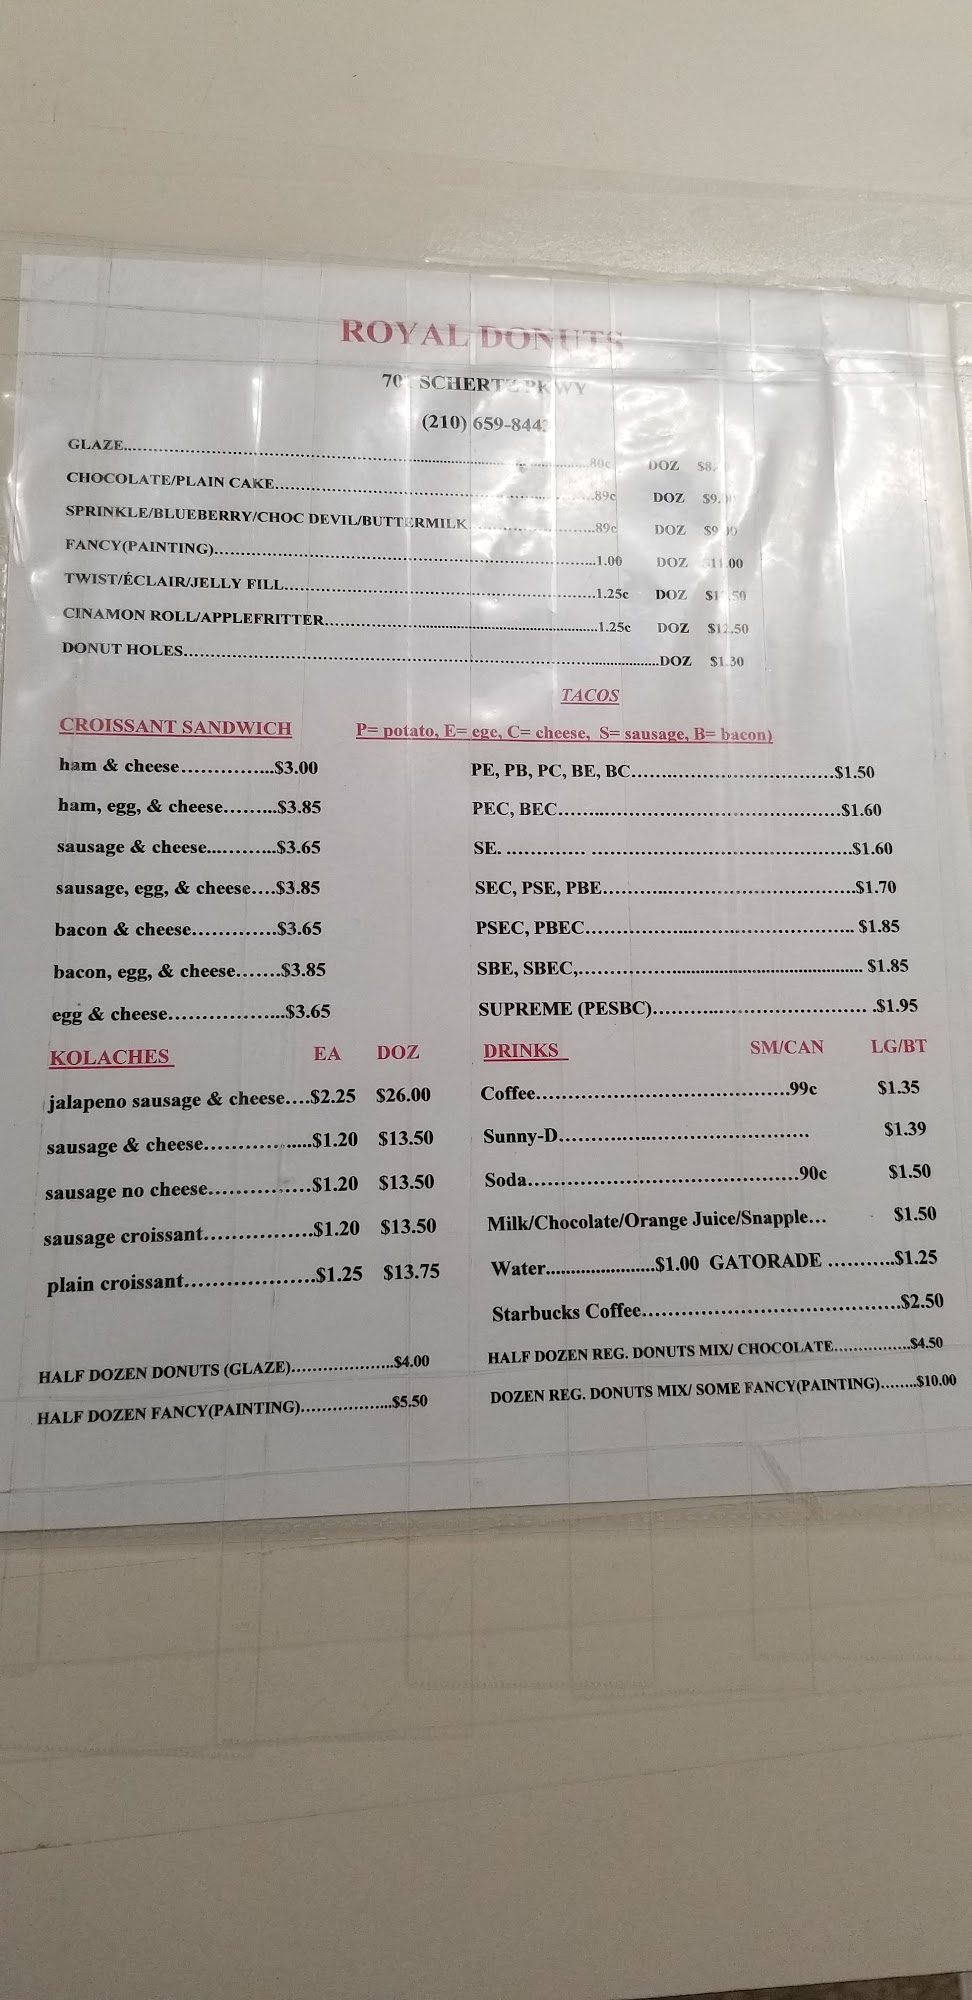 ROYAL DONUTS
SCHERTZ PKWY
(210)
GLAZE..........80c DOZ
CHOCOLATE/PLAIN CAKE..........89c DOZ
SPRINKLE/BLUEBERRY/CHOC DEVIL/BUTTERMILK..........89c DOZ
FANCY(PAINTING)..........1.00 DOZ $11.00
TWIST/ÉCLAIR/JELLY FILL..........1.25c DOZ
CINAMON ROLL/APPLEFRITTER..........1.25c DOZ $12.50
DONUT HOLES..........DOZ $1.30
TACOS
CROISSANT SANDWICH P= potato, E= ege, C= cheese, S= sausage, B= bacon)
ham & cheese..........$3.00 PE, PB, PC, BE, BC..........$1.50
ham, egg, & cheese..........$3.85 PEC, BEC..........$1.60
sausage & cheese..........$3.65 SE. ..........$1.60
sausage, egg, & cheese....$3.85 SEC, PSE, PBE..........$1.70
bacon & cheese..........$3.65 PSEC, PBEC.......... $1.85
bacon, egg, & cheese.......$3.85 SBE, SBEC,.......... $1.85
egg & cheese..........$3.65 SUPREME (PESBC).......... .$1.95
KOLACHES EA DOZ DRINKS SM/CAN LG/BT
jalapeno sausage & cheese....$2.25 $26.00 Coffee..........99c $1.35
sausage & cheese..........$1.20 $13.50 Sunny-D.......... $1.39
sausage no cheese..........$1.20 $13.50 Soda..........90c $1.50
sausage croissant..........$1.20 $13.50 Milk/Chocolate/Orange Juice/Snapple... $1.50
plain croissant..........$1.25 $13.75 Water..........$1.00 GATORADE ..........$1.25
Starbucks Coffee..........$2.50
HALF DOZEN DONUTS (GLAZE)..........$4.00 HALF DOZEN REG. DONUTS MIX/ CHOCOLATE..........$4.50
HALF DOZEN FANCY(PAINTING)..........$5.50 DOZEN REG. DONUTS MIX/ SOME FANCY(PAINTING)........$10.00